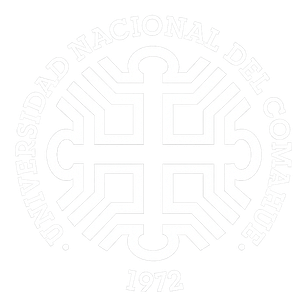 · UNIVERSIDAD NACIONAL DEL COMAHUE ·
1972